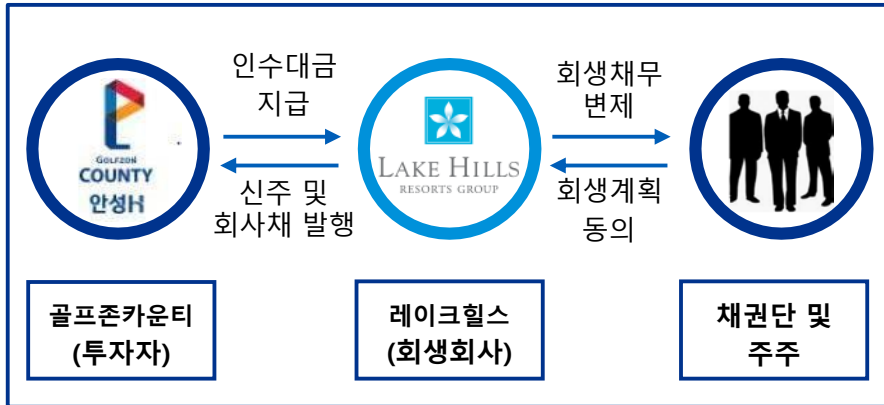 인수대금
지급
회생채무
변제
GOLFZON
COUNTY
안성H
LAKE HILLS
RESORTS GROUP
신주 및
회사채 발행
회생계획
동의
골프존카운티
(투자자)
레이크힐스
(회생회사)
채권단 및
주주